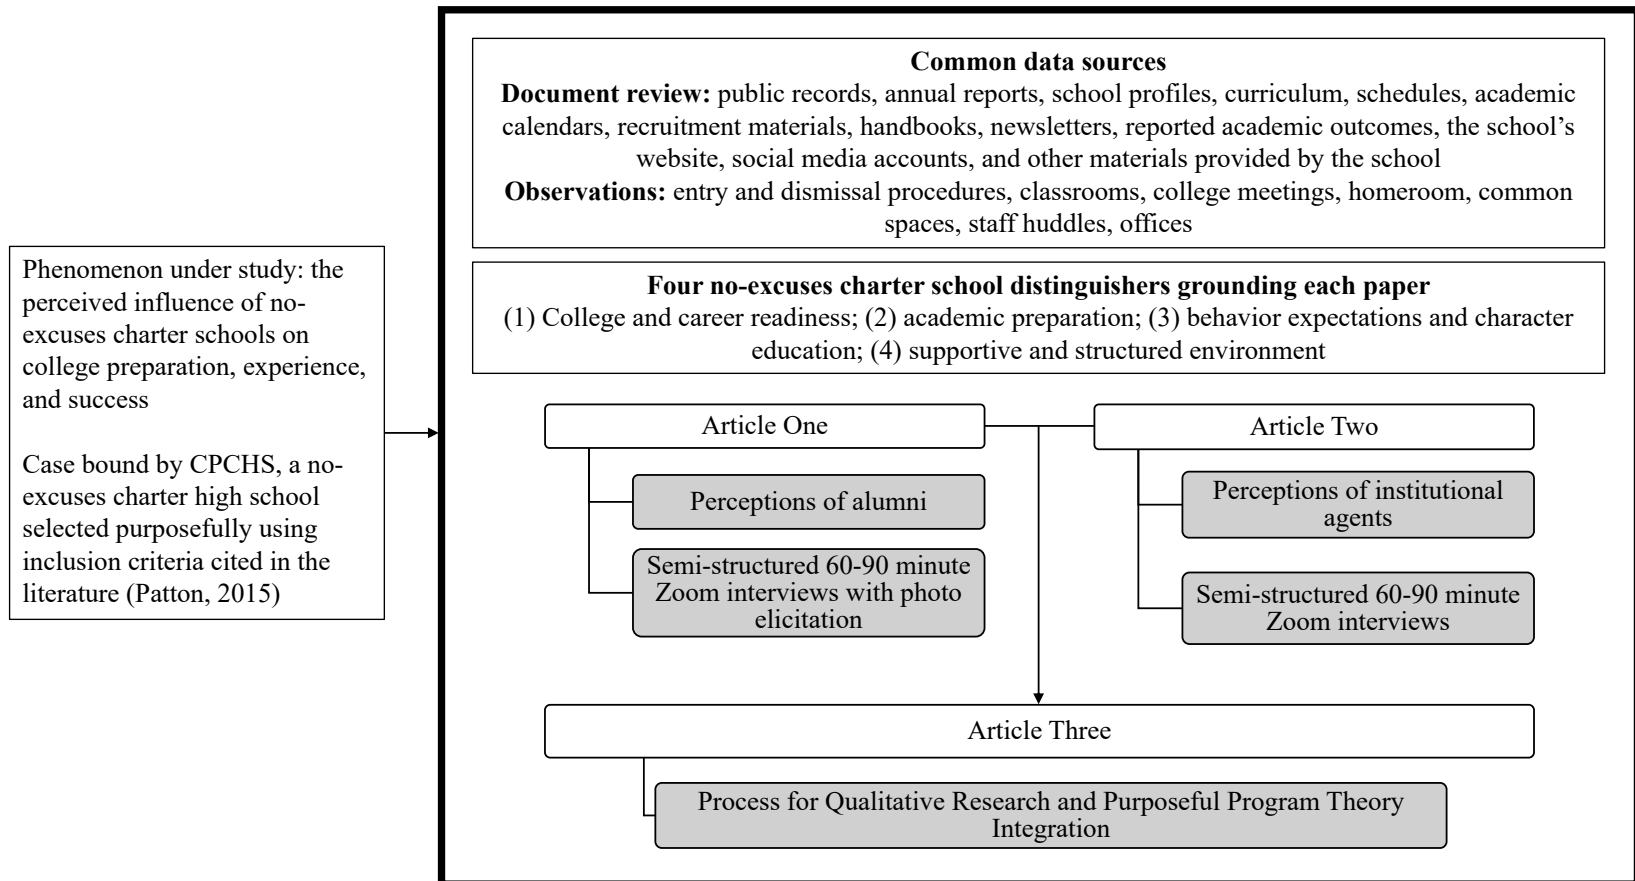 Phenomenon under study: the
perceived influence of no-
excuses charter schools on
college preparation, experience,
and success
Case bound by CPCHS, a no-
excuses charter high school
selected purposefully using
inclusion criteria cited in the
literature (Patton, 2015)
Common data sources
Document review: public records, annual reports, school profiles, curriculum, schedules, academic
calendars, recruitment materials, handbooks, newsletters, reported academic outcomes, the school’s
website, social media accounts, and other materials provided by the school
Observations: entry and dismissal procedures, classrooms, college meetings, homeroom, common
spaces, staff huddles, offices
Four no-excuses charter school distinguishers grounding each paper
(1) College and career readiness; (2) academic preparation; (3) behavior expectations and character
education; (4) supportive and structured environment
Article One
Perceptions of alumni
Semi-structured 60-90 minute
Zoom interviews with photo
elicitation
Article Two
Perceptions of institutional
agents
Semi-structured 60-90 minute
Zoom interviews
Article Three
Process for Qualitative Research and Purposeful Program Theory
Integration